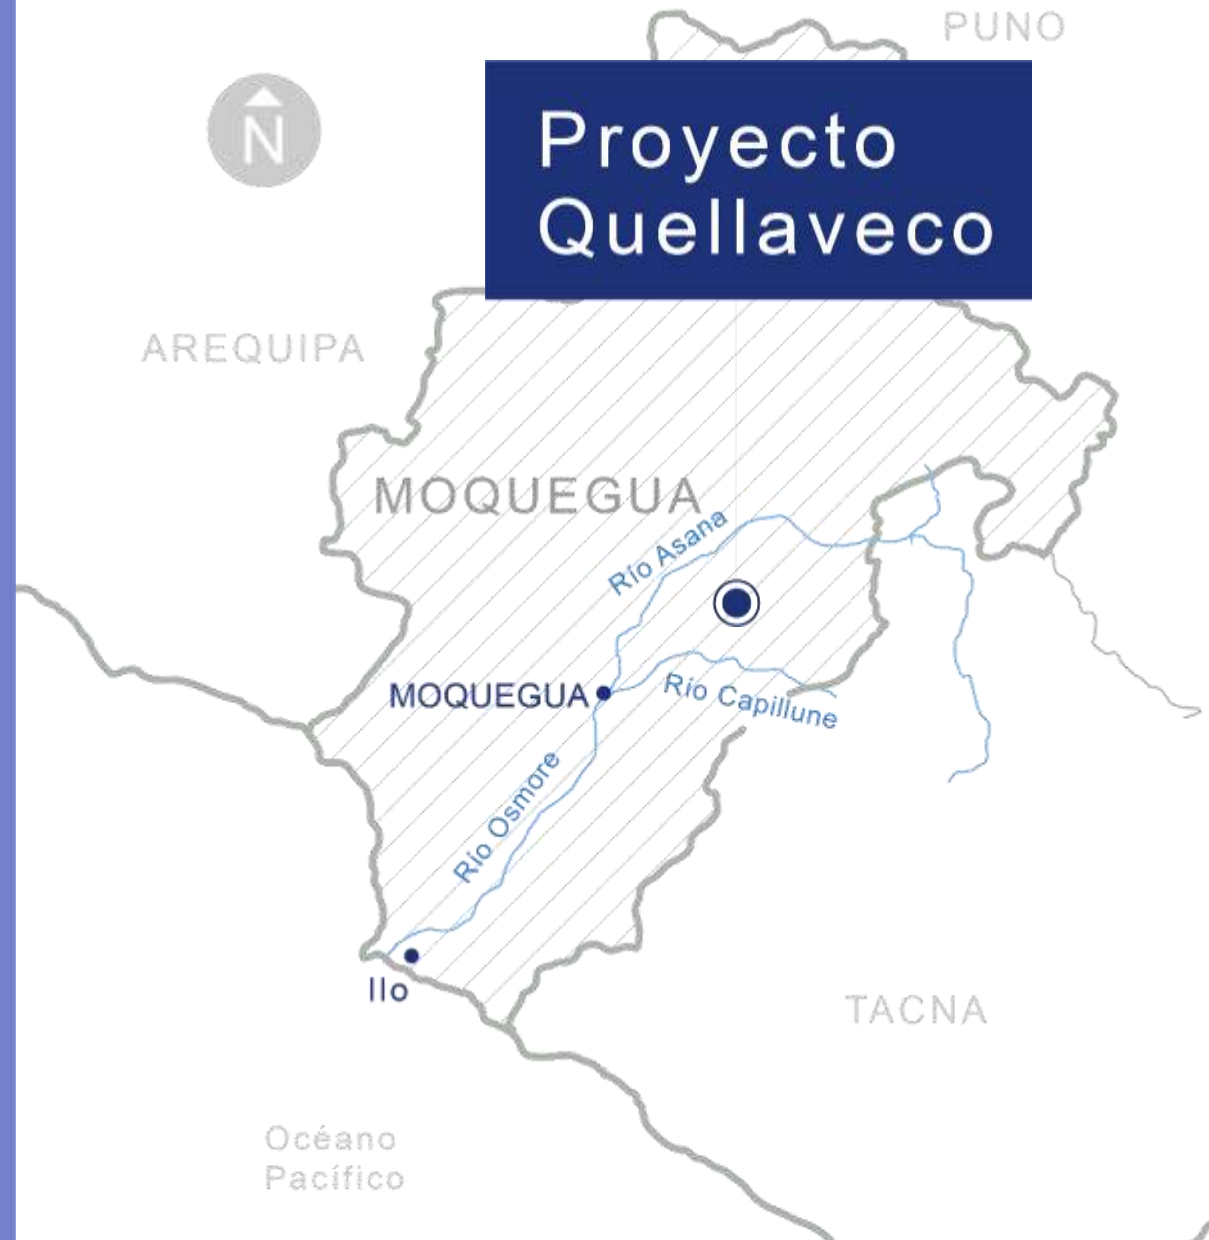 PUNO
N
Proyecto
Quellaveco
AREQUIPA
MOQUEGUA
Río Asana
MOQUEGUA
Río Capillune
Río Osmore
Ilo
TACNA
Océano
Pacífico